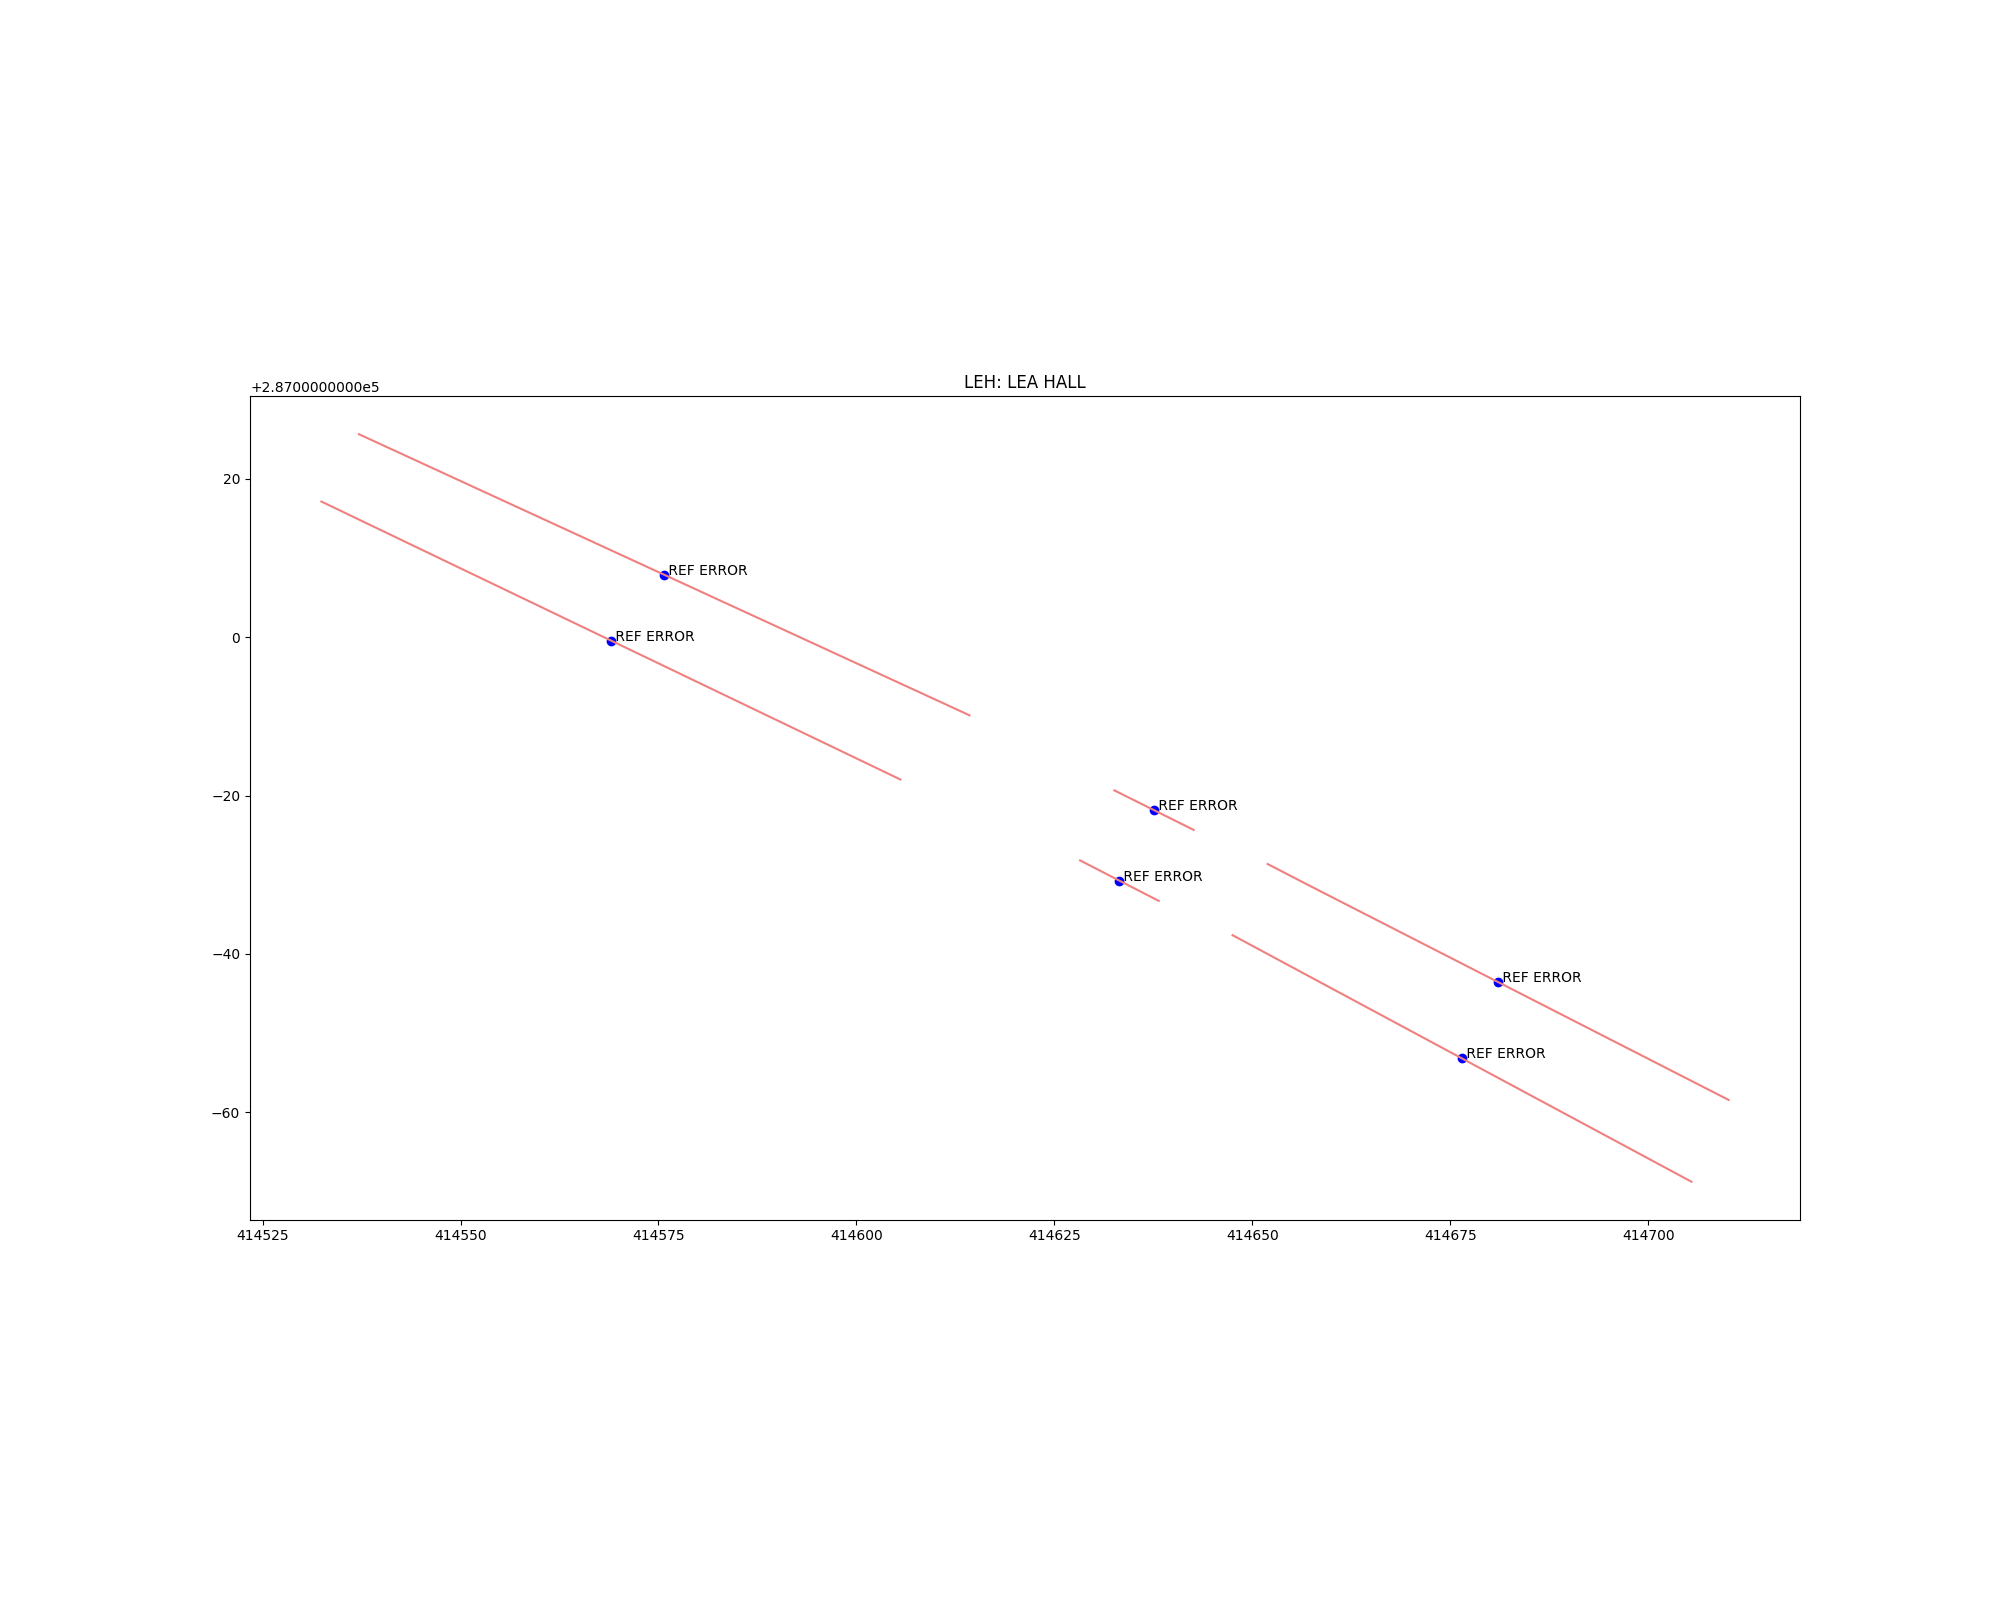 LEH: LEA HALL
+2.8700000000e5
20
0
−20
−40
−60
REF ERROR
REF ERROR
REF ERROR
REF ERROR
REF ERROR
REF ERROR
414525 414550 414575 414600 414625 414650 414675 414700